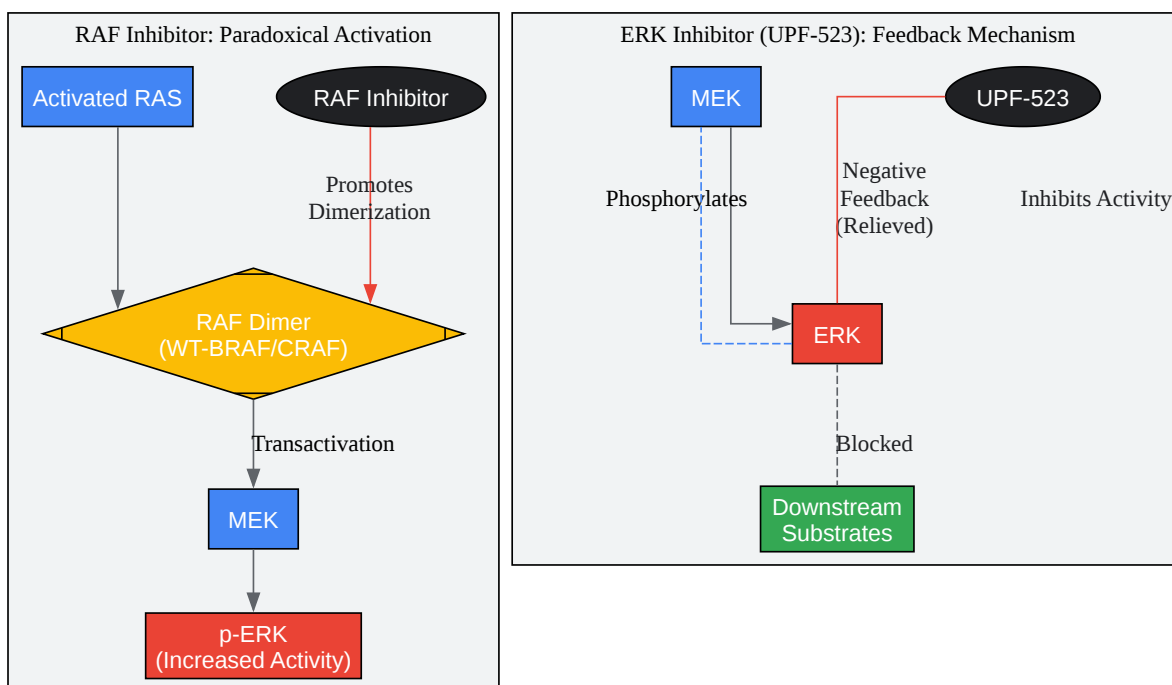 RAF Inhibitor: Paradoxical Activation
Activated RAS
RAF Inhibitor
Promotes
Dimerization
RAF Dimer
(WT-BRAF/CRAF)
Transactivation
MEK
p-ERK
(Increased Activity)
ERK Inhibitor (UPF-523): Feedback Mechanism
MEK
UPF-523
Phosphorylates
Negative
Feedback
(Relieved)
Inhibits Activity
ERK
Blocked
Downstream
Substrates